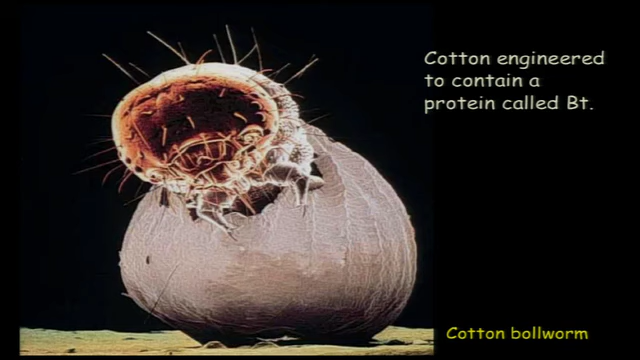 Cotton engineered
to contain a
protein called Bt.
Cotton bollworm